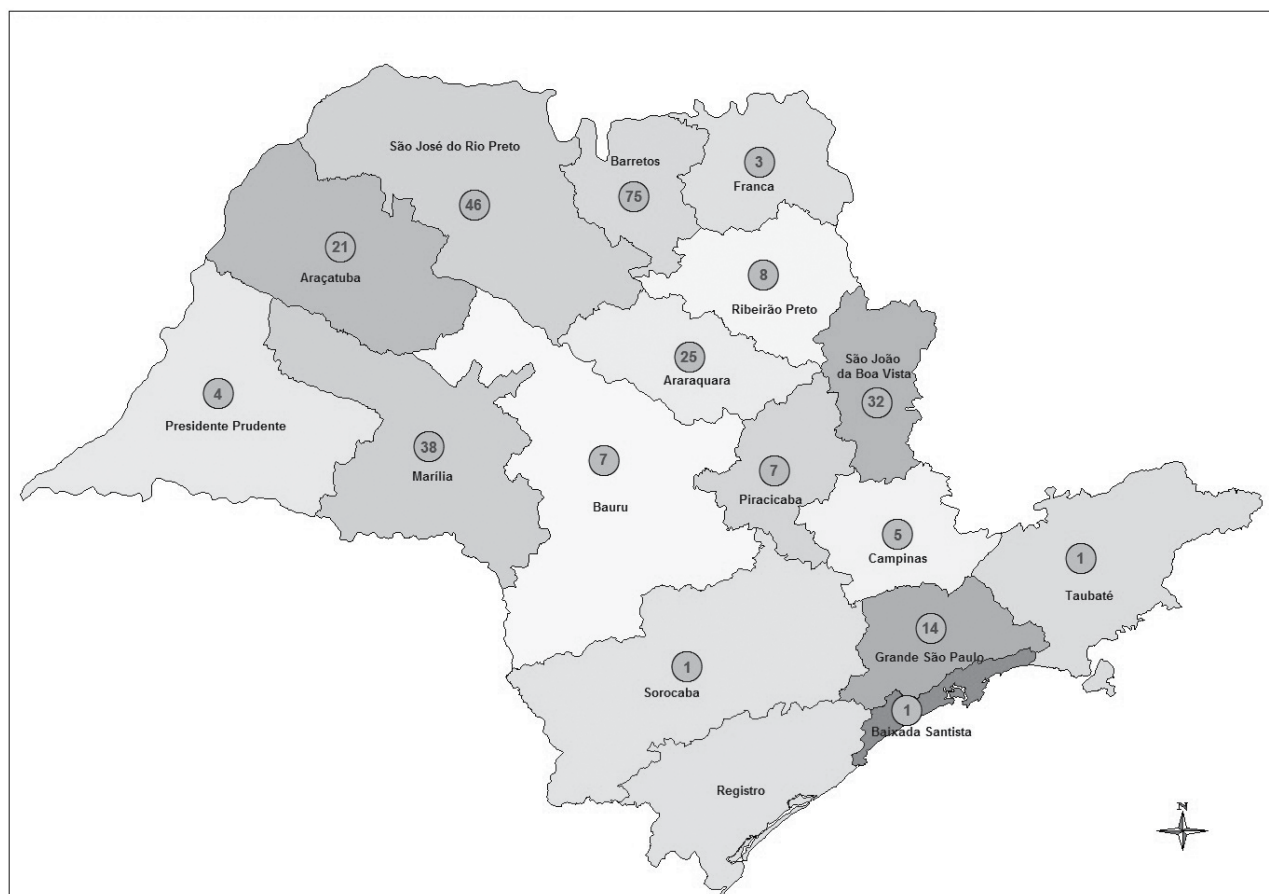 São José do Rio Preto
46
Barretos
75
3
Franca
21
Araçatuba
8
Ribeirão Preto
25
Araraquara
São João
da Boa Vista
32
4
Presidente Prudente
38
Marília
7
Bauru
7
Piracicaba
5
Campinas
1
Taubaté
14
Grande São Paulo
1
Sorocaba
1
Baixada Santista
Registro
N